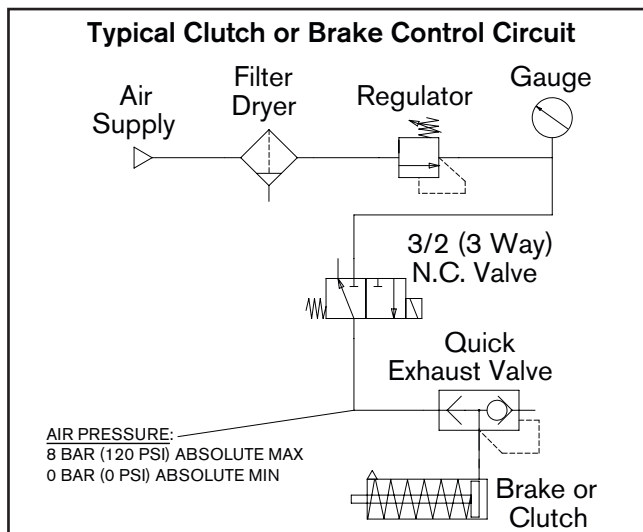 Typical Clutch or Brake Control Circuit
Air
Supply
Filter
Dryer
Regulator
Gauge
3/2 (3 Way)
N.C. Valve
Quick
Exhaust Valve
AIR PRESSURE:
8 BAR (120 PSI) ABSOLUTE MAX
0 BAR (0 PSI) ABSOLUTE MIN
Brake or
Clutch